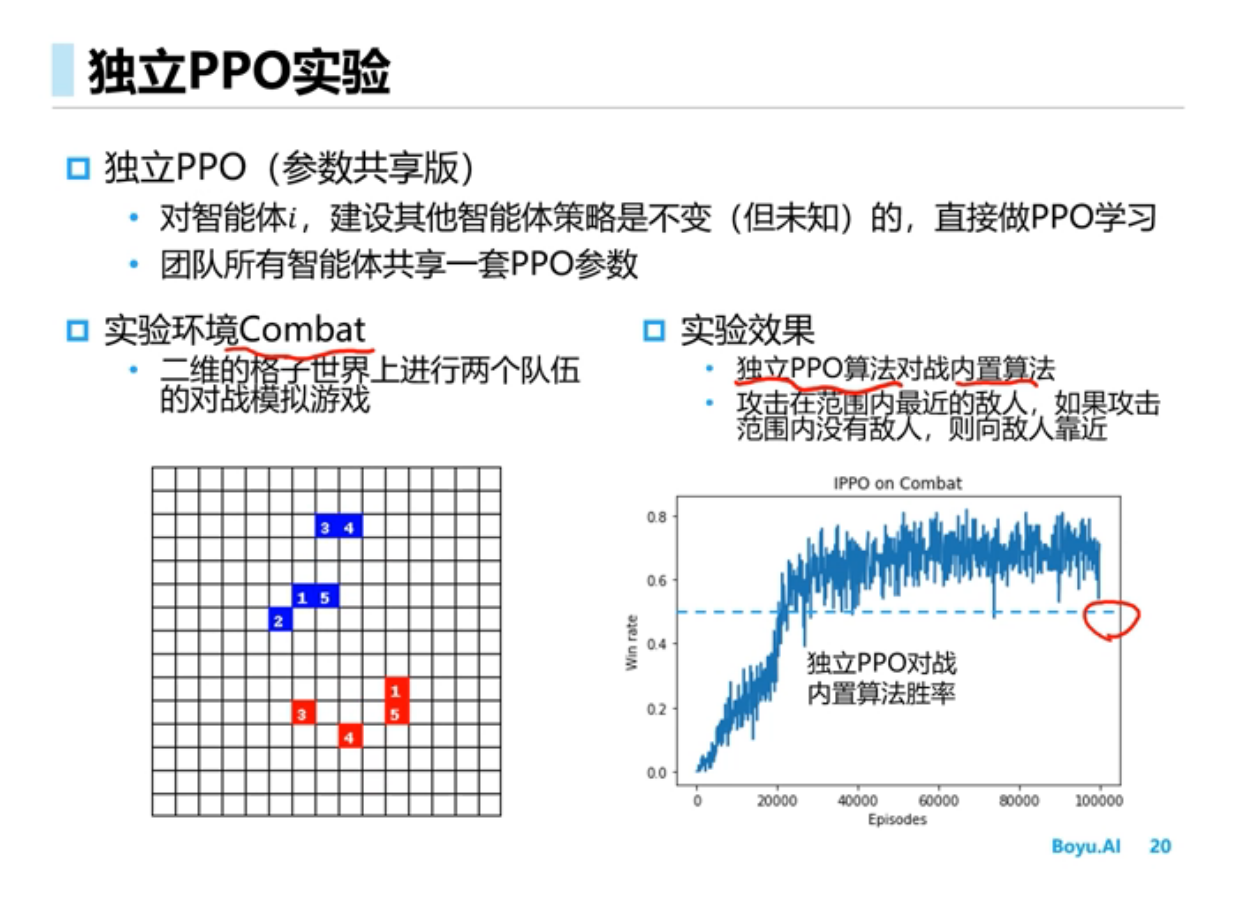 独立PPO实验
独立PPO（参数共享版）
对智能体i，建设其他智能体策略是不变（但未知）的，直接做PPO学习
团队所有智能体共享一套PPO参数
实验环境Combat
二维的格子世界上进行两个队伍
的对战模拟游戏
实验效果
独立PPO算法对战内置算法
攻击在范围内最近的敌人，如果攻击
范围内没有敌人，则向敌人靠近
3 4
1 5
2
1
3 5
4
IPPO on Combat
0.8
0.6
0.4
0.2
0.0
Win rate
独立PPO对战
内置算法胜率
0 20000 40000 60000 80000 100000
Episodes
Boyu.AI 20